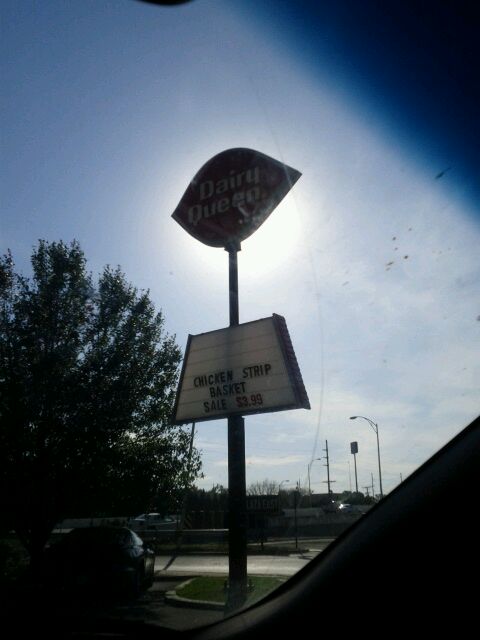 Dairy
Queen
CHICKEN STRIP
BASKET
SALE $3.99